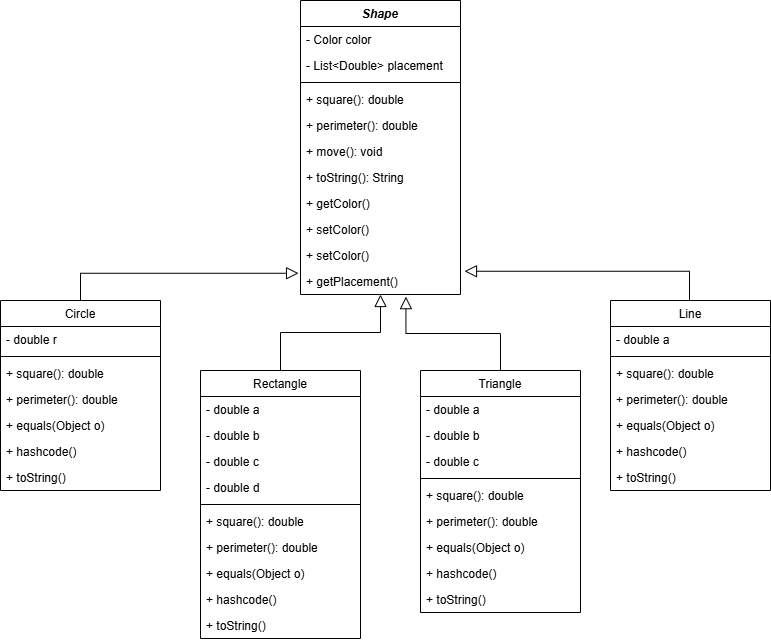 Shape
- Color color
- List<Double> placement
+ square(): double
+ perimeter(): double
+ move(): void
+ toString(): String
+ getColor()
+ setColor()
+ setColor()
+ getPlacement()
Circle
- double r
+ square(): double
+ perimeter(): double
+ equals(Object o)
+ hashcode()
+ toString()
Rectangle
- double a
- double b
- double c
- double d
+ square(): double
+ perimeter(): double
+ equals(Object o)
+ hashcode()
+ toString()
Triangle
- double a
- double b
- double c
+ square(): double
+ perimeter(): double
+ equals(Object o)
+ hashcode()
+ toString()
Line
- double a
+ square(): double
+ perimeter(): double
+ equals(Object o)
+ hashcode()
+ toString()